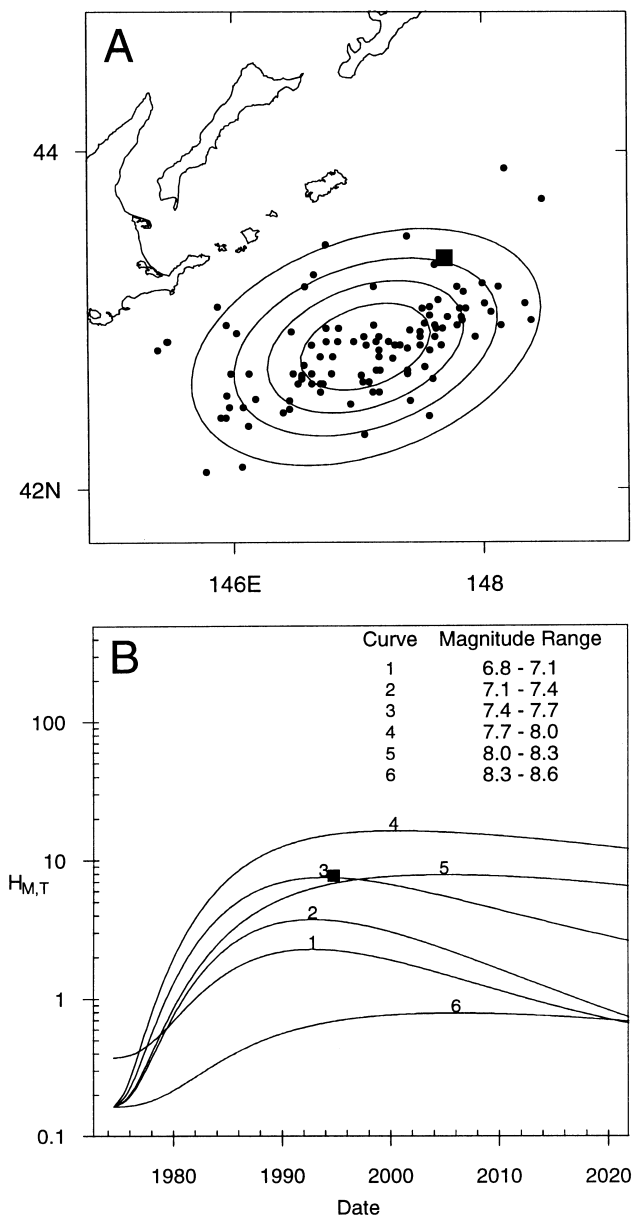 A
44
42N
146E 148
B
Curve Magnitude Range
1 6.8 - 7.1
2 7.1 - 7.4
3 7.4 - 7.7
4 7.7 - 8.0
5 8.0 - 8.3
6 8.3 - 8.6
100
4
10
3
5
HM,T
2
1
1
6
0.1
1980 1990 2000 2010 2020
Date